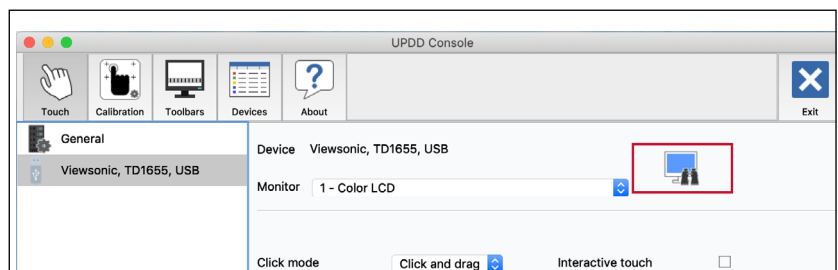 UPDD Console
Touch Calibration Toolbars Devices About Exit
General
Viewsonic, TD1655, USB
Device Viewsonic, TD1655, USB
Monitor 1 - Color LCD
Click mode Click and drag Interactive touch